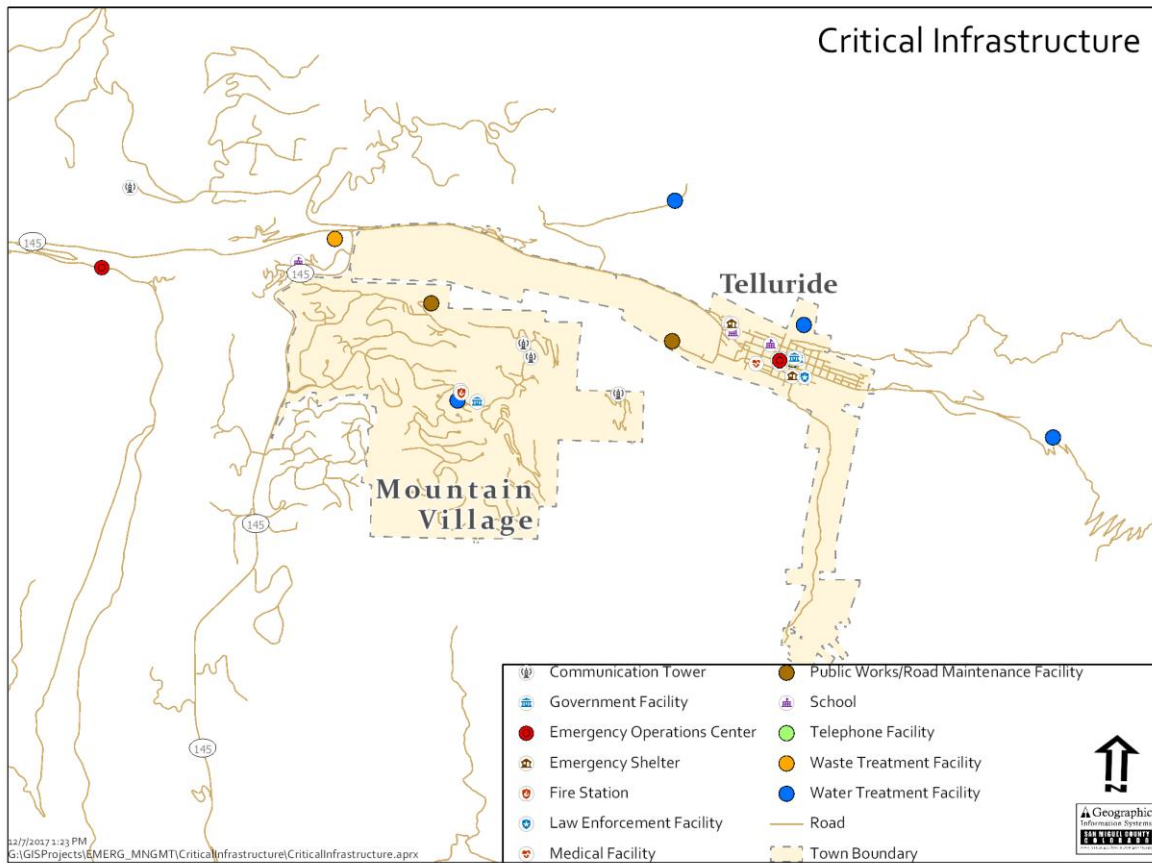 Critical Infrastructure
145
145
Telluride
Mountain
Village
145
145
Communication Tower
Government Facility
Emergency Operations Center
Emergency Shelter
Fire Station
Law Enforcement Facility
Medical Facility
Public Works/Road Maintenance Facility
School
Telephone Facility
Waste Treatment Facility
Water Treatment Facility
Road
Town Boundary
N
Geographic
Information Systems
SAN MIGUEL COUNTY
COLORADO
12/7/2017 1:23 PM
G:\GISProjects\EMERG_MNGMT\CriticalInfrastructure\CriticalInfrastructure.aprx